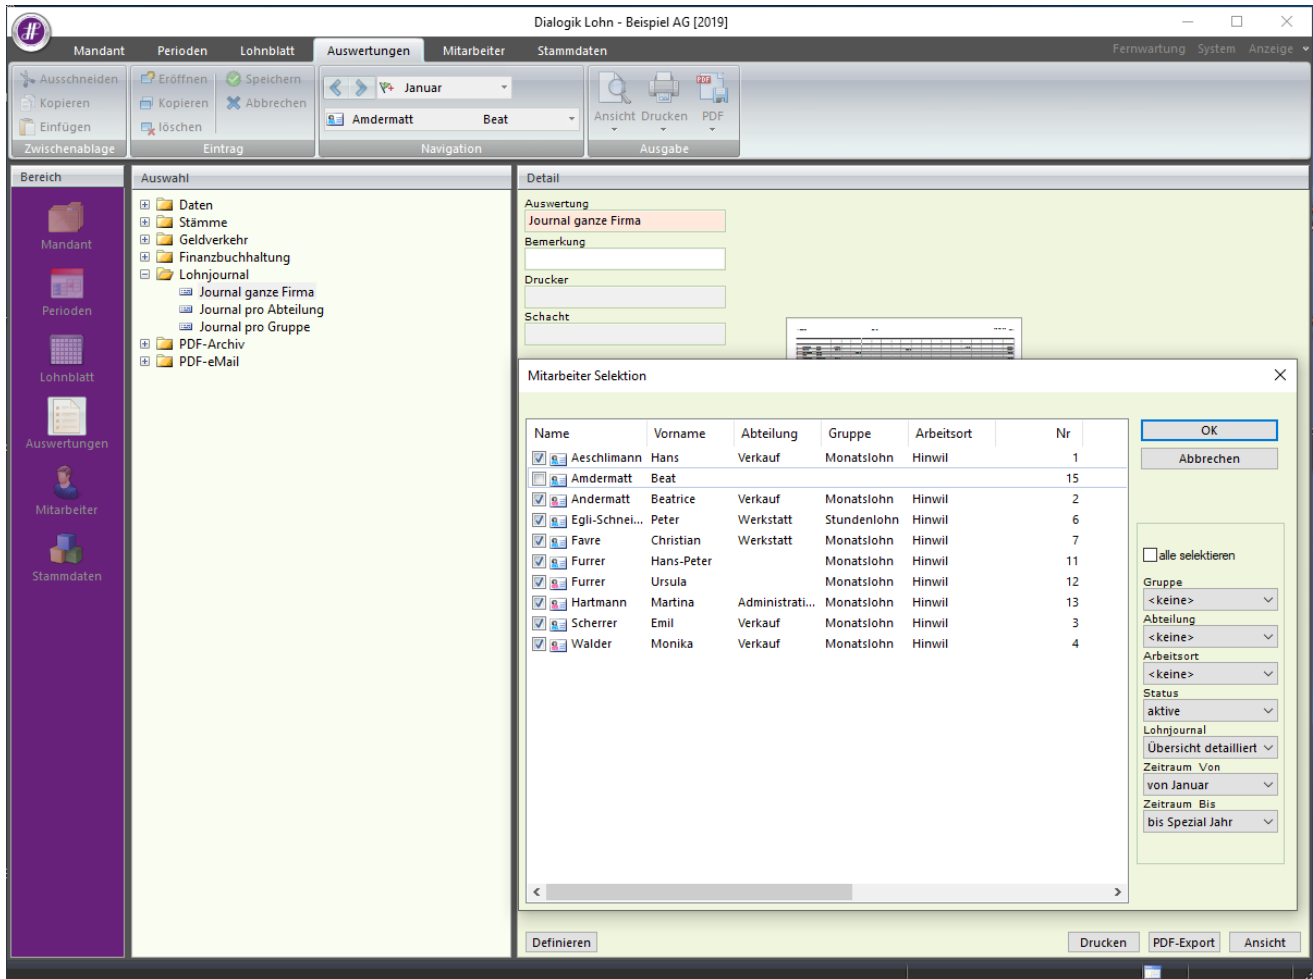 Dialogik Lohn - Beispiel AG [2019]
Mandant Perioden Lohnblatt Auswertungen Mitarbeiter Stammdaten Fernwartung System Anzeige
Ausschneiden
Kopieren
Einfügen
Zwischenablage
Eröffnen Speichern
Kopieren Abbrechen
löschen
Eintrag
Januar
Amdermatt Beat
Navigation
Ansicht Drucken PDF
Ausgabe
Bereich
Mandant
Perioden
Lohnblatt
Auswertungen
Mitarbeiter
Stammdaten
Auswahl
Daten
Stämme
Geldverkehr
Finanzbuchhaltung
Lohnjournal
Journal ganze Firma
Journal pro Abteilung
Journal pro Gruppe
PDF-Archiv
PDF-eMail
Detail
Auswertung
Journal ganze Firma
Bemerkung
Drucker
Schacht
Mitarbeiter Selektion
Name Vorname Abteilung Gruppe Arbeitsort Nr
Aeschlimann Hans Verkauf Monatslohn Hinwil 1
Amdermatt Beat 15
Andermatt Beatrice Verkauf Monatslohn Hinwil 2
Egli-Schnei... Peter Werkstatt Stundenlohn Hinwil 6
Favre Christian Werkstatt Monatslohn Hinwil 7
Furrer Hans-Peter Monatslohn Hinwil 11
Furrer Ursula Monatslohn Hinwil 12
Hartmann Martina Administrati... Monatslohn Hinwil 13
Scherrer Emil Verkauf Monatslohn Hinwil 3
Walder Monika Verkauf Monatslohn Hinwil 4
OK
Abbrechen
alle selektieren
Gruppe
<keine>
Abteilung
<keine>
Arbeitsort
<keine>
Status
aktive
Lohnjournal
Übersicht detailliert
Zeitraum Von
von Januar
Zeitraum Bis
bis Spezial Jahr
Definieren Drucken PDF-Export Ansicht